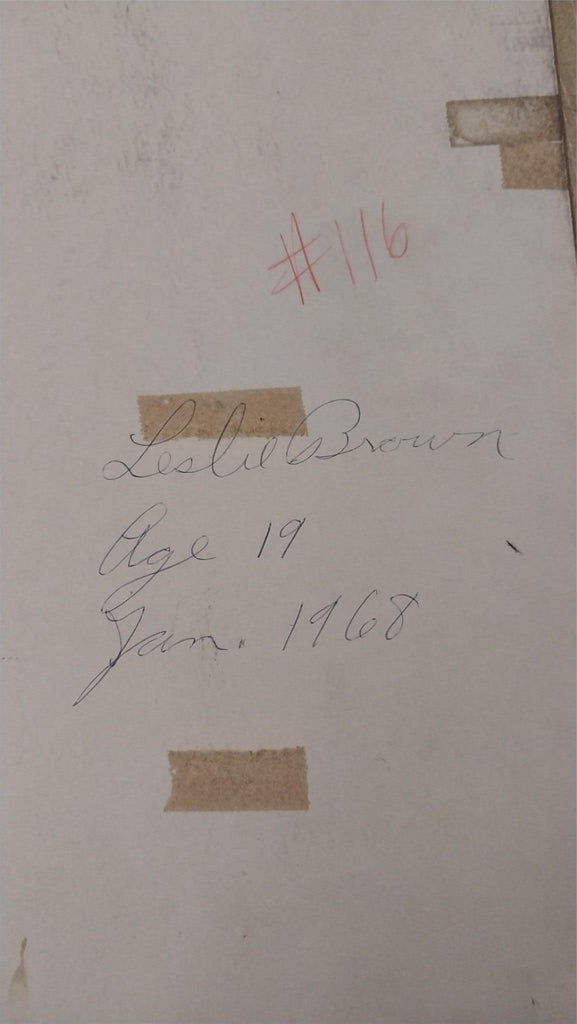 #116
Leslie Brown
Age 19
Jan. 1968